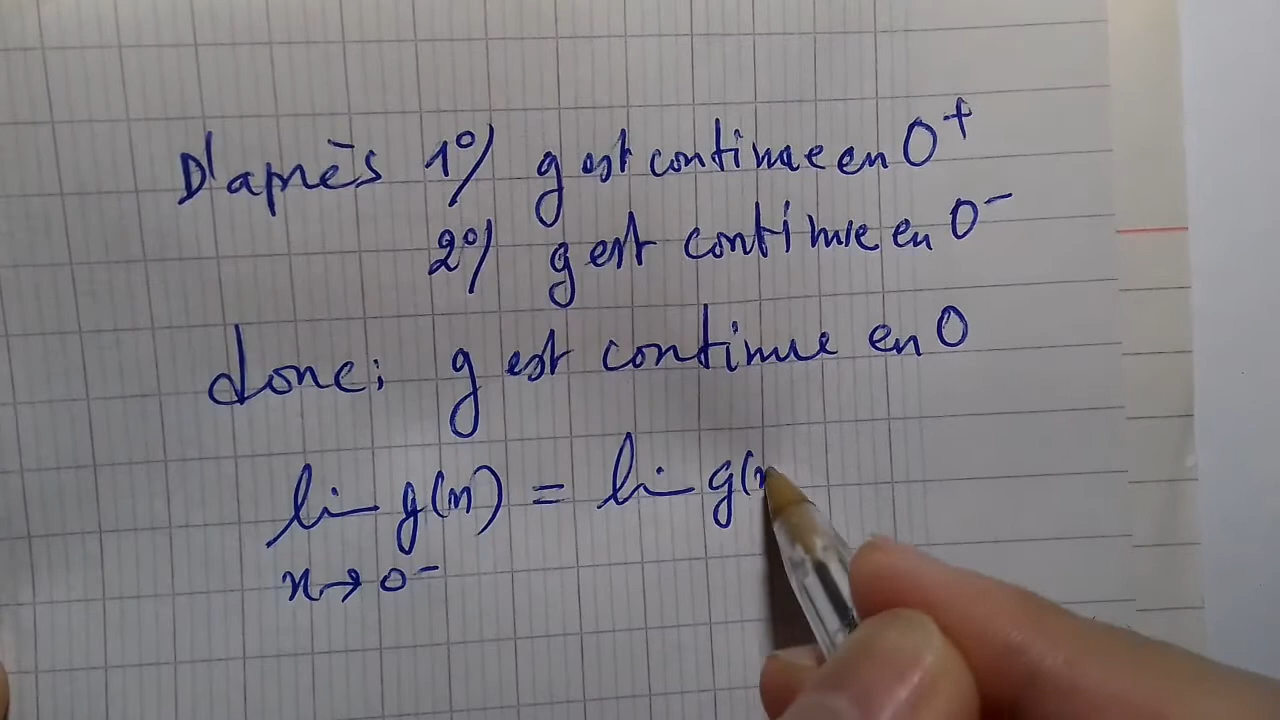 D'après 1°/ g est continue en 0⁺
2°/ g est continue en 0⁻
donc: g est continue en 0
lim g(x) = lim g(x
x→0⁻